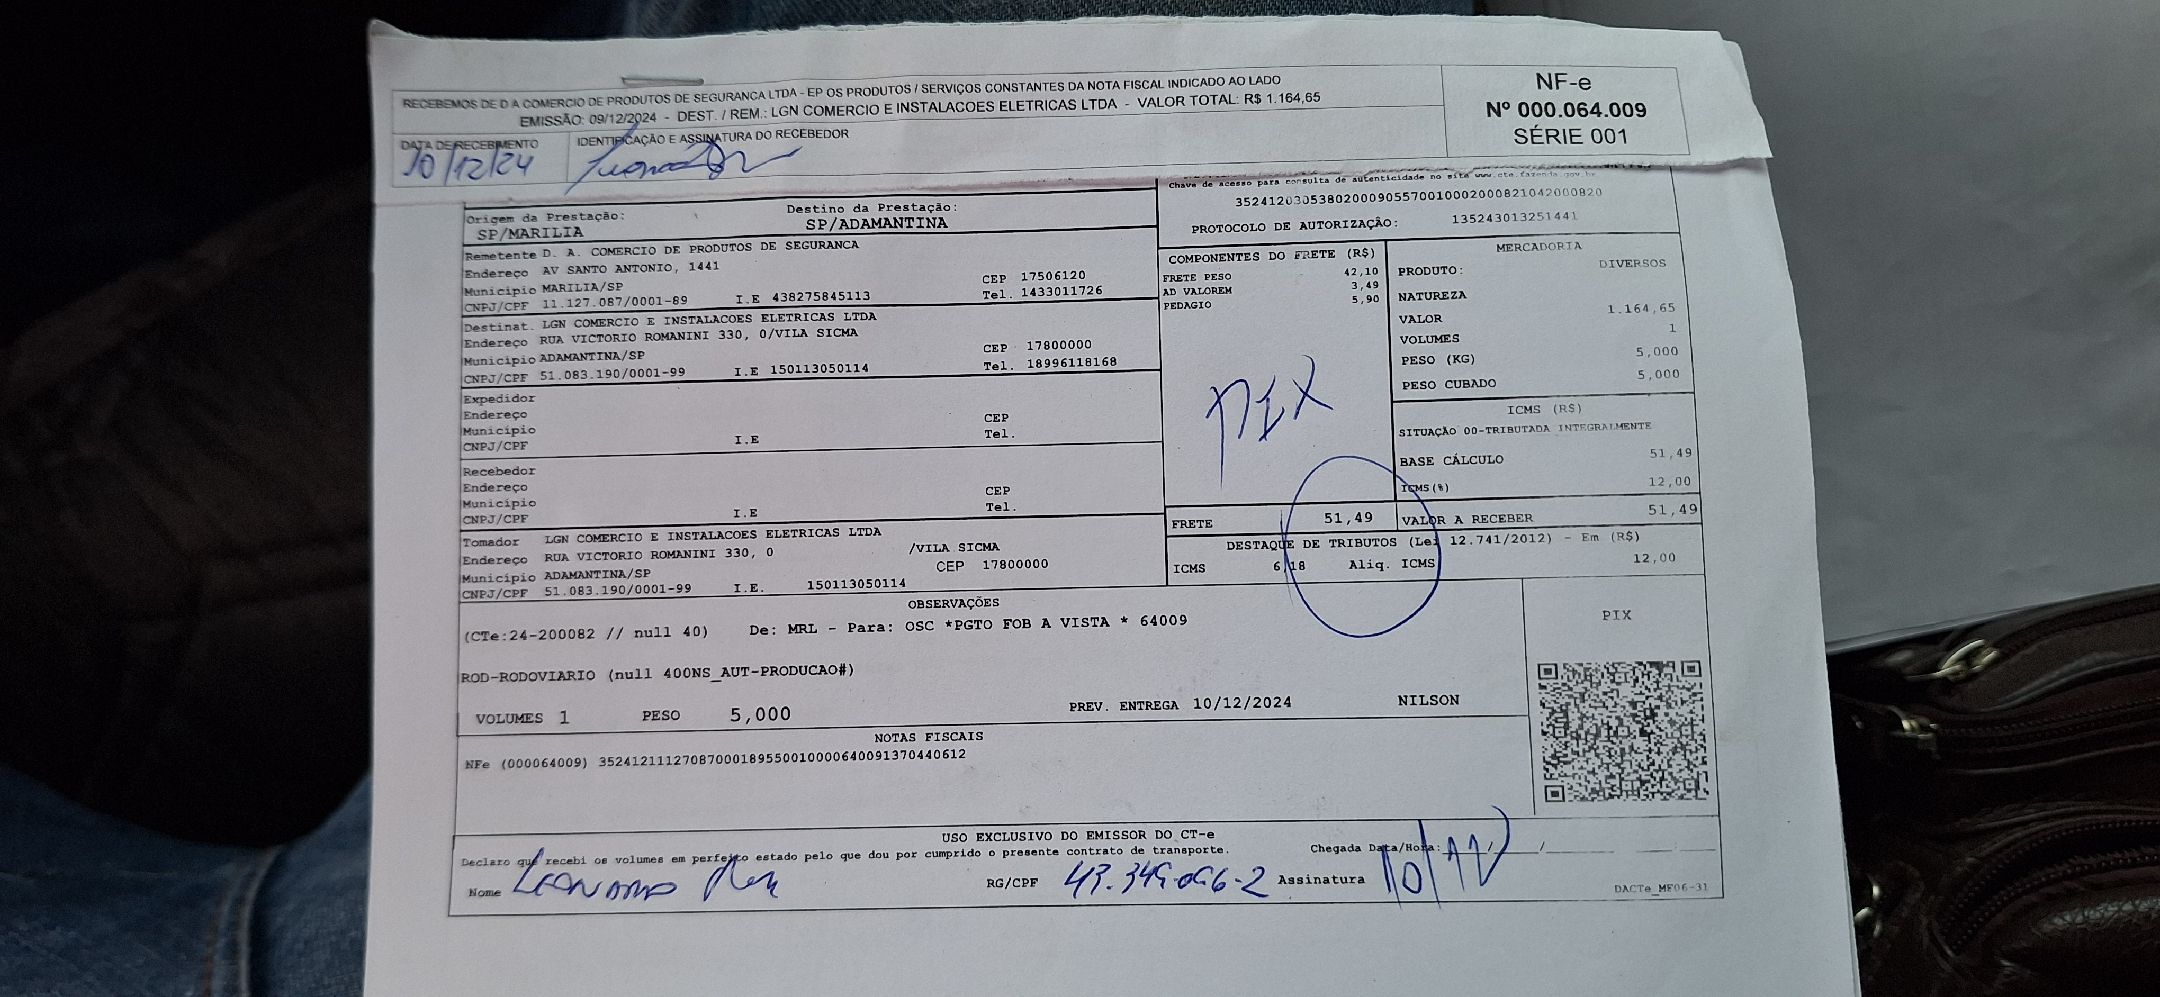 RECEBEMOS DE D A COMERCIO DE PRODUTOS DE SEGURANCA LTDA - EP OS PRODUTOS / SERVIÇOS CONSTANTES DA NOTA FISCAL INDICADO AO LADO
EMISSÃO: 09/12/2024 - DEST. / REM.: LGN COMERCIO E INSTALACOES ELETRICAS LTDA - VALOR TOTAL: R$ 1.164,65
NF-e
Nº 000.064.009
SÉRIE 001
DATA DE RECEBIMENTO
10/12/24
IDENTIFICAÇÃO E ASSINATURA DO RECEBEDOR
Chave de acesso para consulta de autenticidade no site www.cte.fazenda.gov.br
35241203053802000905570010002000821042000820
PROTOCOLO DE AUTORIZAÇÃO: 135243013251441
Origem da Prestação:
SP/MARILIA
Destino da Prestação:
SP/ADAMANTINA
Remetente D. A. COMERCIO DE PRODUTOS DE SEGURANCA
Endereço AV SANTO ANTONIO, 1441
Município MARILIA/SP CEP 17506120
CNPJ/CPF 11.127.087/0001-89 I.E 438275845113 Tel. 1433011726
Destinat. LGN COMERCIO E INSTALACOES ELETRICAS LTDA
Endereço RUA VICTORIO ROMANINI 330, 0/VILA SICMA
Município ADAMANTINA/SP CEP 17800000
CNPJ/CPF 51.083.190/0001-99 I.E 150113050114 Tel. 18996118168
Expedidor
Endereço
Município CEP
CNPJ/CPF I.E Tel.
Recebedor
Endereço
Município CEP
CNPJ/CPF I.E Tel.
Tomador LGN COMERCIO E INSTALACOES ELETRICAS LTDA
Endereço RUA VICTORIO ROMANINI 330, 0 /VILA SICMA
Município ADAMANTINA/SP CEP 17800000
CNPJ/CPF 51.083.190/0001-99 I.E. 150113050114
COMPONENTES DO FRETE (R$)
FRETE PESO 42,10
AD VALOREM 3,49
PEDAGIO 5,90
PIX
MERCADORIA
PRODUTO: DIVERSOS
NATUREZA
VALOR 1.164,65
VOLUMES 1
PESO (KG) 5,000
PESO CUBADO 5,000
ICMS (R$)
SITUAÇÃO 00-TRIBUTADA INTEGRALMENTE
BASE CÁLCULO 51,49
ICMS(%) 12,00
FRETE 51,49
VALOR A RECEBER 51,49
DESTAQUE DE TRIBUTOS (Lei 12.741/2012) - Em (R$)
ICMS 6,18 Aliq. ICMS 12,00
OBSERVAÇÕES
(CTe:24-200082 // null 40) De: MRL - Para: OSC *PGTO FOB A VISTA * 64009
ROD-RODOVIARIO (null 400NS_AUT-PRODUCAO#)
VOLUMES 1 PESO 5,000 PREV. ENTREGA 10/12/2024 NILSON
PIX
NOTAS FISCAIS
NFe (000064009) 35241211127087000189550010000640091370440612
USO EXCLUSIVO DO EMISSOR DO CT-e
Declaro que recebi os volumes em perfeito estado pelo que dou por cumprido o presente contrato de transporte. Chegada Data/Hora:
Nome RG/CPF 43.349.096-2 Assinatura 10/12
DACTe_MF06-31